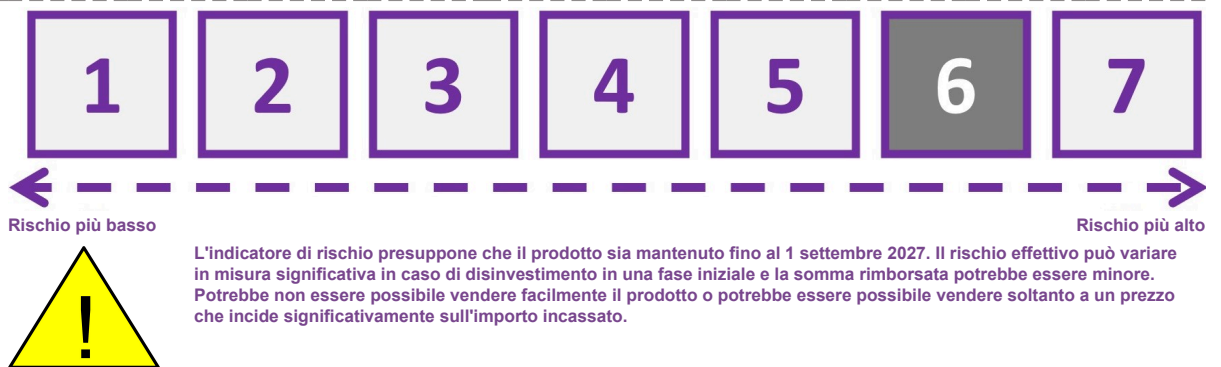 1 2 3 4 5 6 7
Rischio più basso Rischio più alto
L'indicatore di rischio presuppone che il prodotto sia mantenuto fino al 1 settembre 2027. Il rischio effettivo può variare
in misura significativa in caso di disinvestimento in una fase iniziale e la somma rimborsata potrebbe essere minore.
Potrebbe non essere possibile vendere facilmente il prodotto o potrebbe essere possibile vendere soltanto a un prezzo
che incide significativamente sull'importo incassato.
!